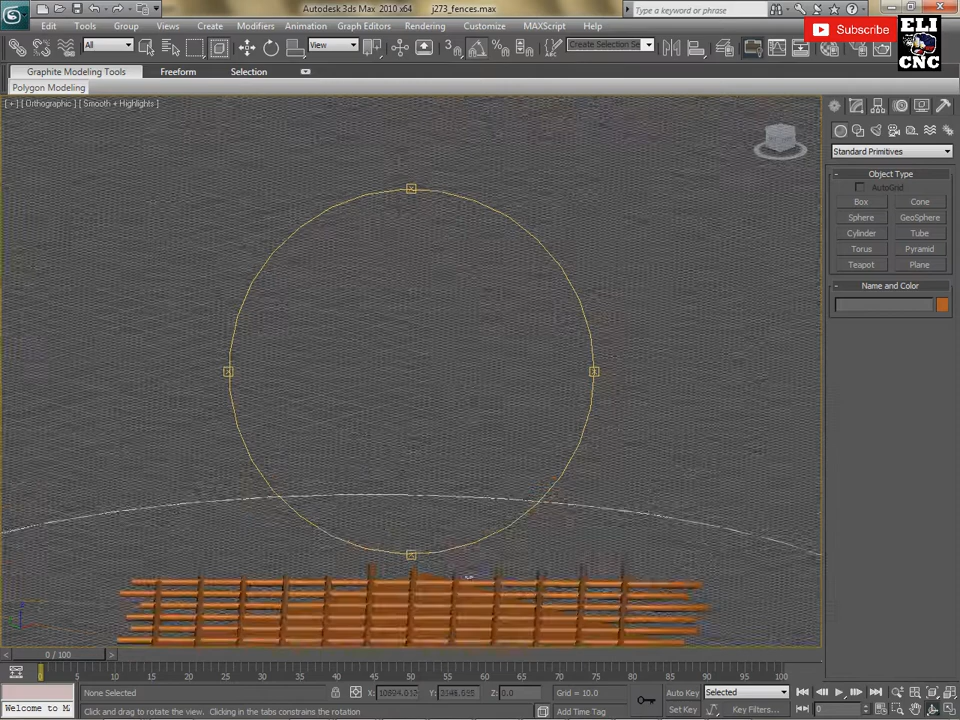 Autodesk 3ds Max 2010 x64
j273_fences.max
Type a keyword or phrase
Edit
Tools
Group
Views
Create
Modifiers
Animation
Graph Editors
Rendering
Customize
MAXScript
Help
Subscribe
ELI
CNC
All
View
Create Selection Se
Graphite Modeling Tools
Freeform
Selection
Polygon Modeling
[ + ] [ Orthographic ] [ Smooth + Highlights ]
Standard Primitives
- Object Type
AutoGrid
Box
Cone
Sphere
GeoSphere
Cylinder
Tube
Torus
Pyramid
Teapot
Plane
- Name and Color
0 / 100
0 5 10 15 20 25 30 35 40 45 50 55 60 65 70 75 80 85 90 95 100
None Selected
X:
Y:
Z: 0.0
Grid = 10.0
Auto Key
Selected
Welcome to M
Click and drag to rotate the view. Clicking in the tabs constrains the rotation
Add Time Tag
Set Key
Key Filters...
0